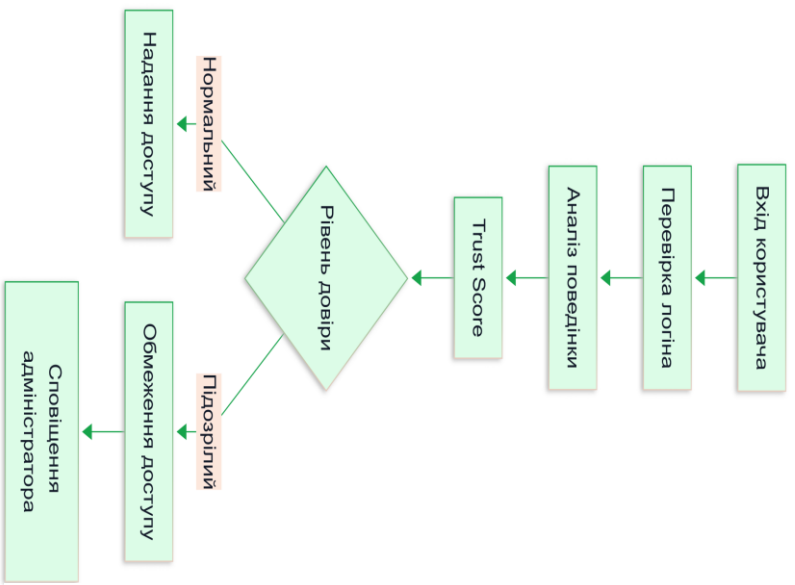 Вхід користувача
Перевірка логіна
Аналіз поведінки
Trust Score
Рівень довіри
Нормальний
Підозрілий
Надання доступу
Обмеження доступу
Сповіщення
адміністратора